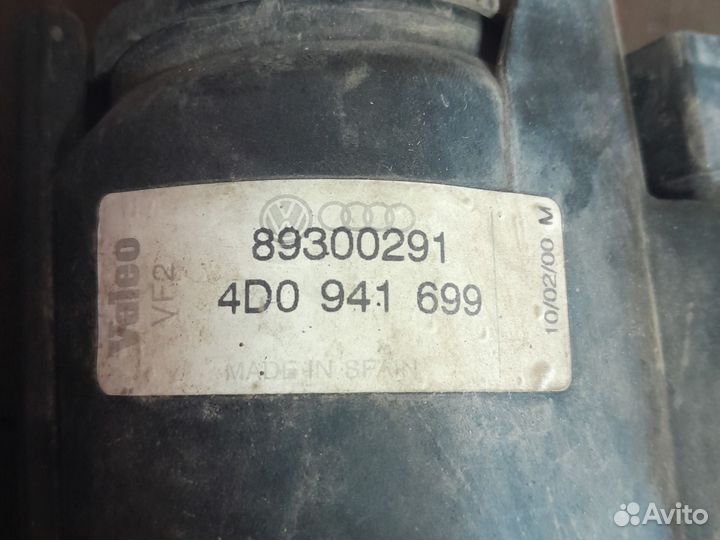 89300291
4D0 941 699
MADE IN SPAIN
Valeo
VF2
10/02/00 M
Avito